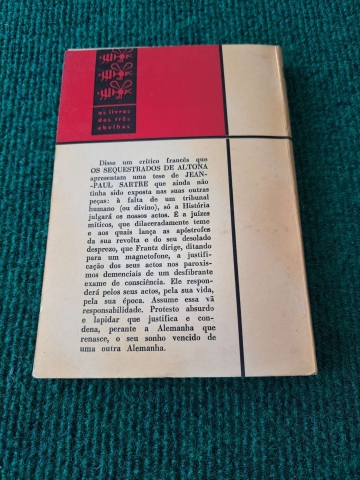 os livros
das três
abelhas
Disse um crítico francês que
OS SEQUESTRADOS DE ALTONA
apresentam uma tese de JEAN-
-PAUL SARTRE que ainda não
tinha sido exposta nas suas outras
peças: à falta de um tribunal
humano (ou divino), só a História
julgará os nossos actos. E a juízes
míticos, que dilaceradamente teme
e aos quais lança as apóstrofes
da sua revolta e do seu desolado
desprezo, que Frantz dirige, ditando
para um magnetofone, a justifi-
cação dos seus actos nos paroxis-
mos demenciais de um desfibrante
exame de consciência. Ele respon-
derá pelos seus actos, pela sua vida,
pela sua época. Assume essa vã
responsabilidade. Protesto absurdo
e lapidar que justifica e con-
dena, perante a Alemanha que
renasce, o seu sonho vencido de
uma outra Alemanha.